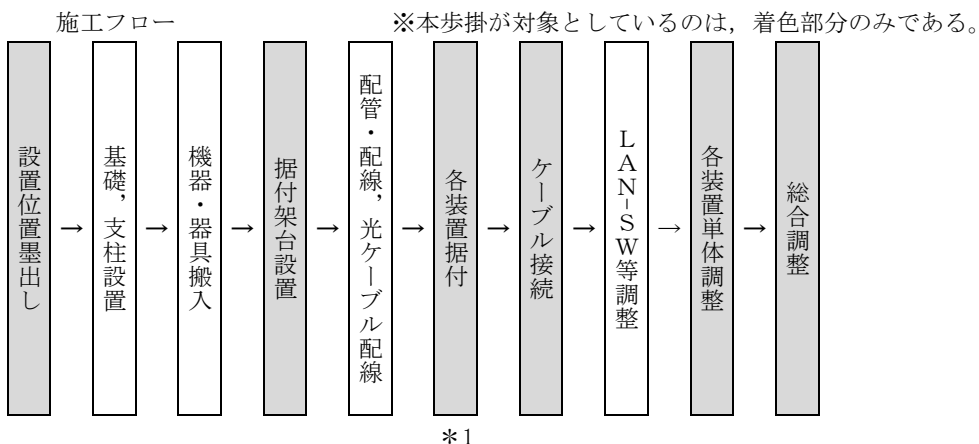 施工フロー
※本歩掛が対象としているのは，着色部分のみである。
設置位置墨出し
→
基礎，支柱設置
→
機器・器具搬入
→
据付架台設置
→
配管・配線，光ケーブル配線
→
各装置据付
→
ケーブル接続
→
LAN-SW等調整
→
各装置単体調整
→
総合調整
＊1